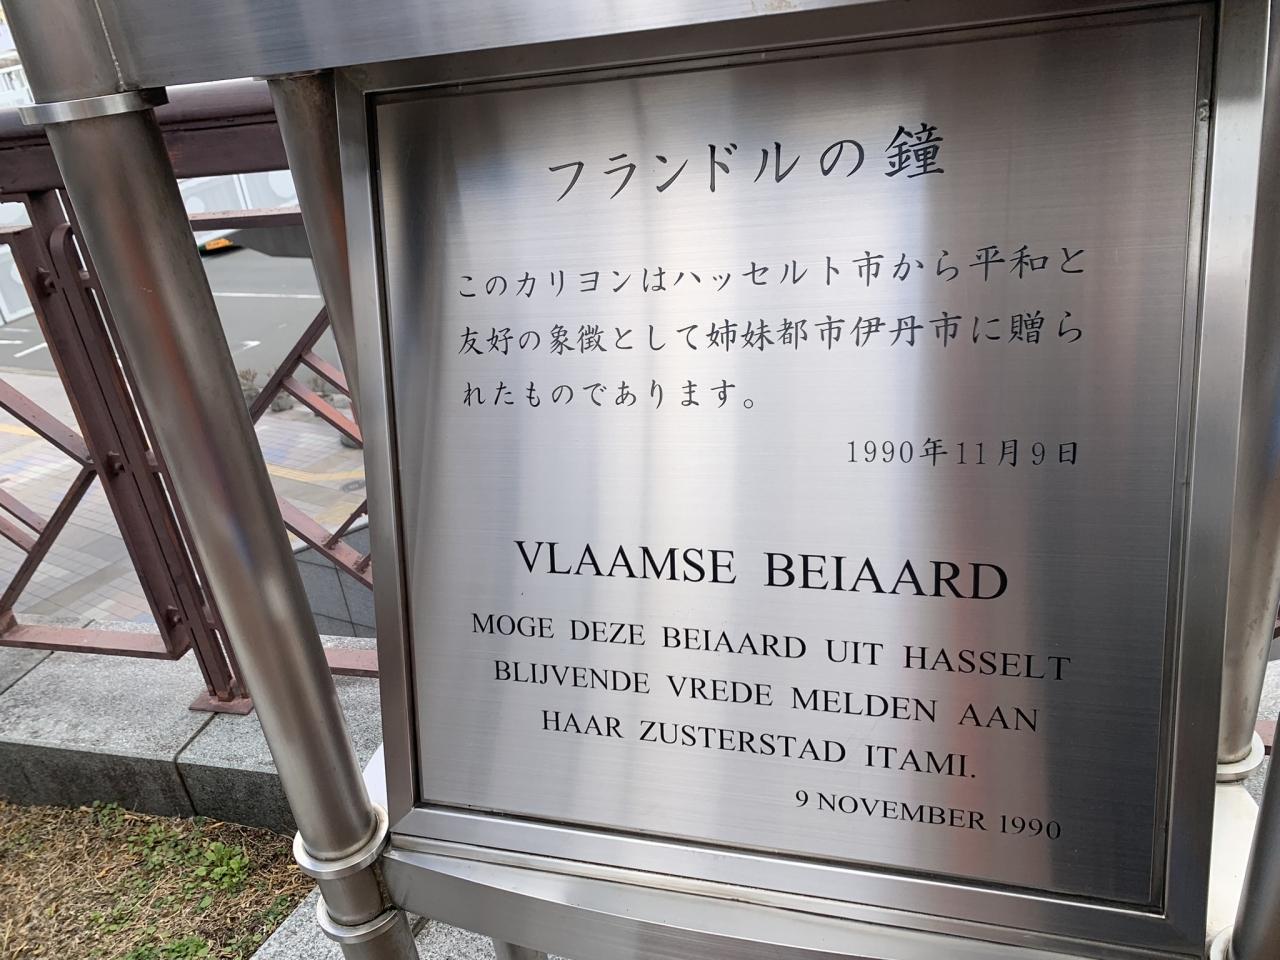 フランドルの鐘
このカリヨンはハッセルト市から平和と
友好の象徴として姉妹都市伊丹市に贈ら
れたものであります。
1990年11月9日
VLAAMSE BEIAARD
MOGE DEZE BEIAARD UIT HASSELT
BLIJVENDE VREDE MELDEN AAN
HAAR ZUSTERSTAD ITAMI.
9 NOVEMBER 1990